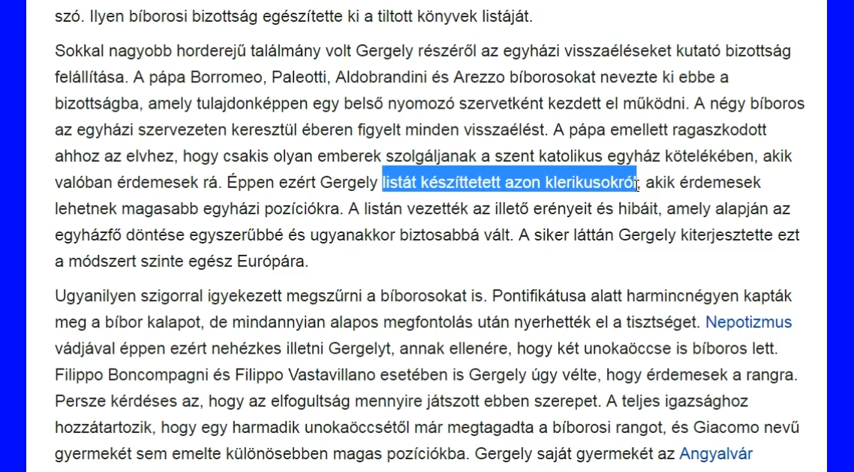 szó. Ilyen bíborosi bizottság egészítette ki a tiltott könyvek listáját.
Sokkal nagyobb horderejű találmány volt Gergely részéről az egyházi visszaéléseket kutató bizottság
felállítása. A pápa Borromeo, Paleotti, Aldobrandini és Arezzo bíborosokat nevezte ki ebbe a
bizottságba, amely tulajdonképpen egy belső nyomozó szervetként kezdett el működni. A négy bíboros
az egyházi szervezeten keresztül éberen figyelt minden visszaélést. A pápa emellett ragaszkodott
ahhoz az elvhez, hogy csakis olyan emberek szolgáljanak a szent katolikus egyház kötelékében, akik
valóban érdemesek rá. Éppen ezért Gergely listát készíttetett azon klerikusokról, akik érdemesek
lehetnek magasabb egyházi pozíciókra. A listán vezették az illető erényeit és hibáit, amely alapján az
egyházfő döntése egyszerűbbé és ugyanakkor biztosabbá vált. A siker láttán Gergely kiterjesztette ezt
a módszert szinte egész Európára.
Ugyanilyen szigorral igyekezett megszűrni a bíborosokat is. Pontifikátusa alatt harmincnégyen kapták
meg a bíbor kalapot, de mindannyian alapos megfontolás után nyerhették el a tisztséget. Nepotizmus
vádjával éppen ezért nehézkes illetni Gergelyt, annak ellenére, hogy két unokaöccse is bíboros lett.
Filippo Boncompagni és Filippo Vastavillano esetében is Gergely úgy vélte, hogy érdemesek a rangra.
Persze kérdéses az, hogy az elfogultság mennyire játszott ebben szerepet. A teljes igazsághoz
hozzátartozik, hogy egy harmadik unokaöccsétől már megtagadta a bíborosi rangot, és Giacomo nevű
gyermekét sem emelte különösebben magas pozíciókba. Gergely saját gyermekét az Angyalvár